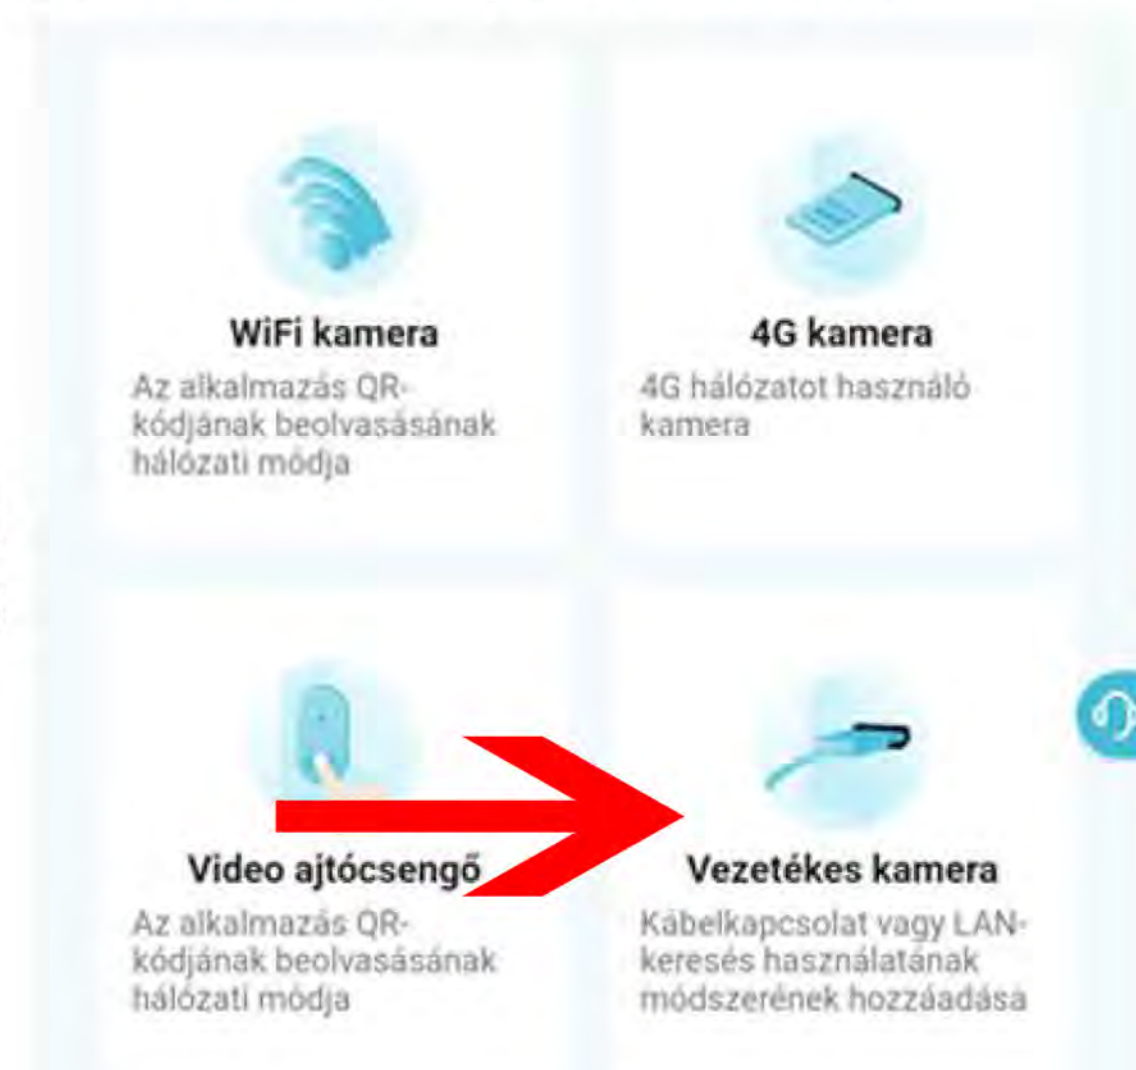 WiFi kamera
Az alkalmazás QR-
kódjának beolvasásának
hálózati módja
4G kamera
4G hálózatot használó
kamera
Video ajtócsengő
Az alkalmazás QR-
kódjának beolvasásának
hálózati módja
Vezetékes kamera
Kábelkapcsolat vagy LAN-
keresés használatának
módszerének hozzáadása